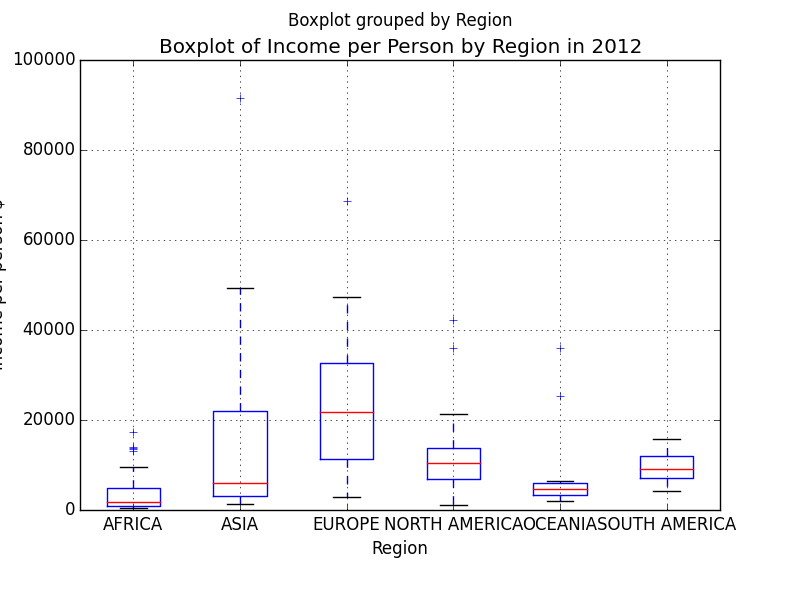 Boxplot grouped by Region
Boxplot of Income per Person by Region in 2012
100000
80000
60000
40000
20000
0
AFRICA ASIA EUROPE NORTH AMERICA OCEANIA SOUTH AMERICA
Region